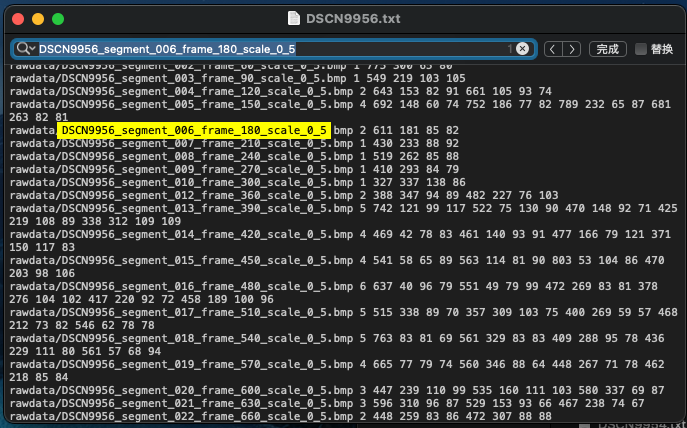 DSCN9956.txt
DSCN9956_segment_006_frame_180_scale_0_5
1
完成
替换
rawdata/DSCN9956_segment_002_frame_60_scale_0_5.bmp 1 775 300 65 80
rawdata/DSCN9956_segment_003_frame_90_scale_0_5.bmp 1 549 219 103 105
rawdata/DSCN9956_segment_004_frame_120_scale_0_5.bmp 2 643 153 82 91 661 105 93 74
rawdata/DSCN9956_segment_005_frame_150_scale_0_5.bmp 4 692 148 60 74 752 186 77 82 789 232 65 87 681
263 82 81
rawdata/DSCN9956_segment_006_frame_180_scale_0_5.bmp 2 611 181 85 82
rawdata/DSCN9956_segment_007_frame_210_scale_0_5.bmp 1 430 233 88 92
rawdata/DSCN9956_segment_008_frame_240_scale_0_5.bmp 1 519 262 85 88
rawdata/DSCN9956_segment_009_frame_270_scale_0_5.bmp 1 410 293 84 79
rawdata/DSCN9956_segment_010_frame_300_scale_0_5.bmp 1 327 337 138 86
rawdata/DSCN9956_segment_012_frame_360_scale_0_5.bmp 2 388 347 94 89 482 227 76 103
rawdata/DSCN9956_segment_013_frame_390_scale_0_5.bmp 5 742 121 99 117 522 75 130 90 470 148 92 71 425
219 108 89 338 312 109 109
rawdata/DSCN9956_segment_014_frame_420_scale_0_5.bmp 4 469 42 78 83 461 140 93 91 477 166 79 121 371
150 117 83
rawdata/DSCN9956_segment_015_frame_450_scale_0_5.bmp 4 541 58 65 89 563 114 81 90 803 53 104 86 470
203 98 106
rawdata/DSCN9956_segment_016_frame_480_scale_0_5.bmp 6 637 40 96 79 551 49 79 99 472 269 83 81 378
276 104 102 417 220 92 72 458 189 100 96
rawdata/DSCN9956_segment_017_frame_510_scale_0_5.bmp 5 515 338 89 70 357 309 103 75 400 269 59 57 468
212 73 82 546 62 78 78
rawdata/DSCN9956_segment_018_frame_540_scale_0_5.bmp 5 763 83 81 69 561 329 83 83 409 288 95 78 436
229 111 80 561 57 68 94
rawdata/DSCN9956_segment_019_frame_570_scale_0_5.bmp 4 665 77 79 74 560 346 88 64 448 267 71 78 462
218 85 84
rawdata/DSCN9956_segment_020_frame_600_scale_0_5.bmp 3 447 239 110 99 535 160 111 103 580 337 69 87
rawdata/DSCN9956_segment_021_frame_630_scale_0_5.bmp 3 596 310 96 87 529 153 93 66 467 238 74 67
rawdata/DSCN9956_segment_022_frame_660_scale_0_5.bmp 2 448 259 83 86 472 307 88 88
DSCN9954.txt